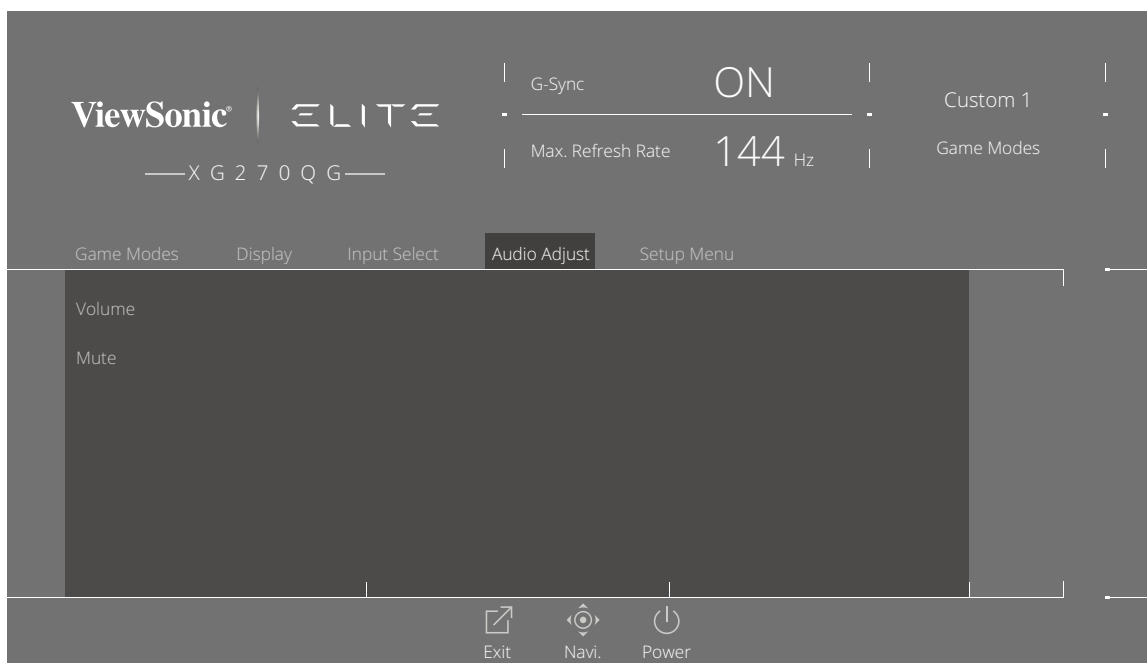 ViewSonic® ELITE
XG270QG
G-Sync ON
Max. Refresh Rate 144 Hz
Custom 1
Game Modes
Game Modes Display Input Select Audio Adjust Setup Menu
Volume
Mute
Exit Navi. Power